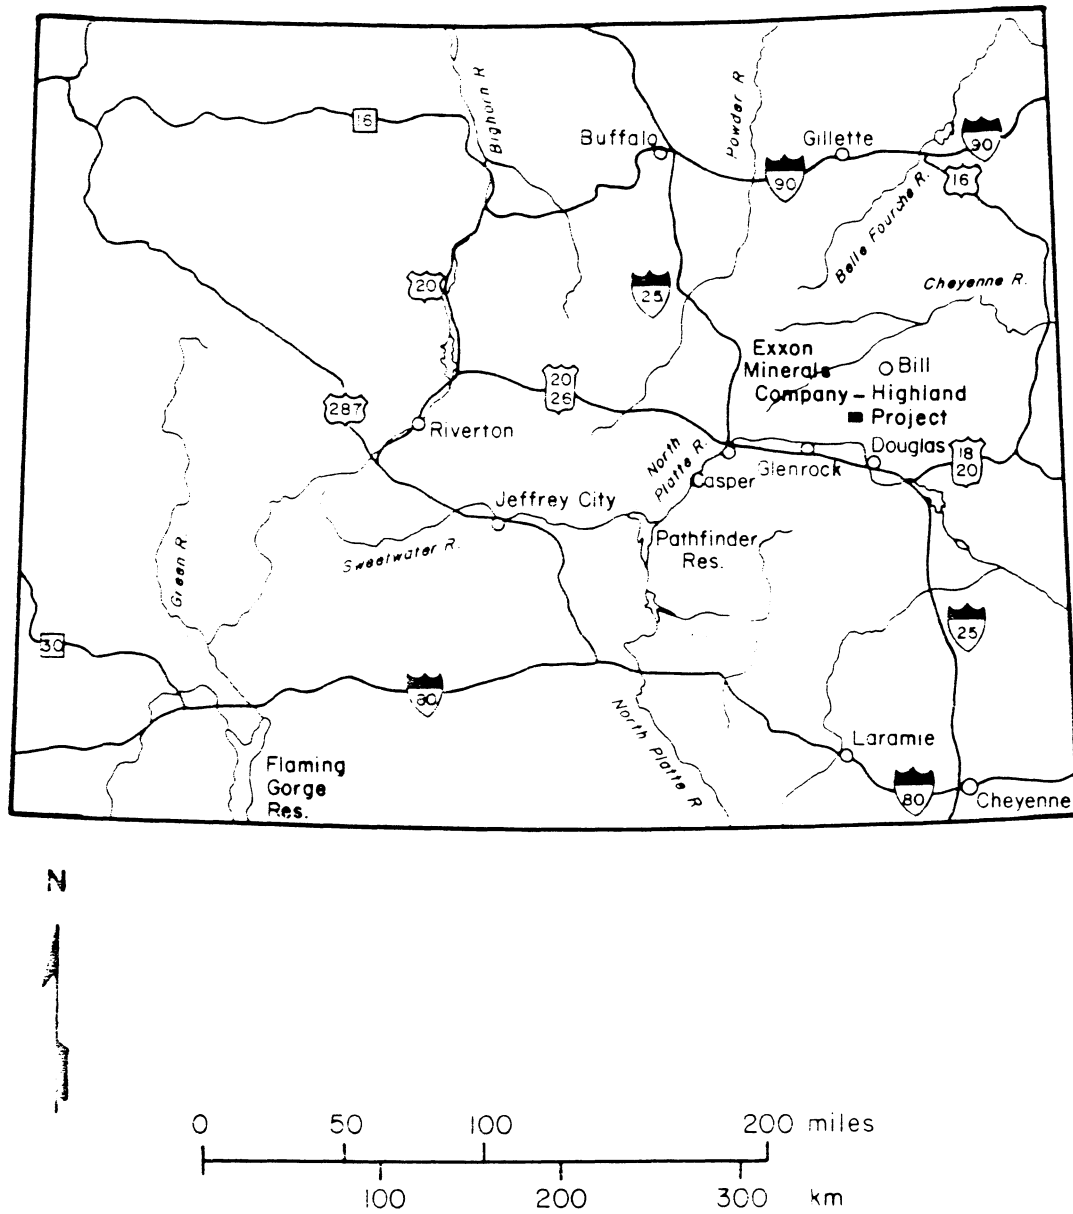 16
Bighorn R
Buffalo
Powder R
Gillette
90
90
16
Belle Fourche R.
Cheyenne R.
20
25
Exxon
Minerals
Company – Highland
Project
Bill
287
20
26
Riverton
North
Platte R.
Casper
Glenrock
Douglas
18
20
Jeffrey City
Sweetwater R.
Pathfinder
Res.
Green R.
30
25
80
North Platte R
Laramie
Flaming
Gorge
Res.
80
Cheyenne
N
0 50 100 200 miles
100 200 300 km